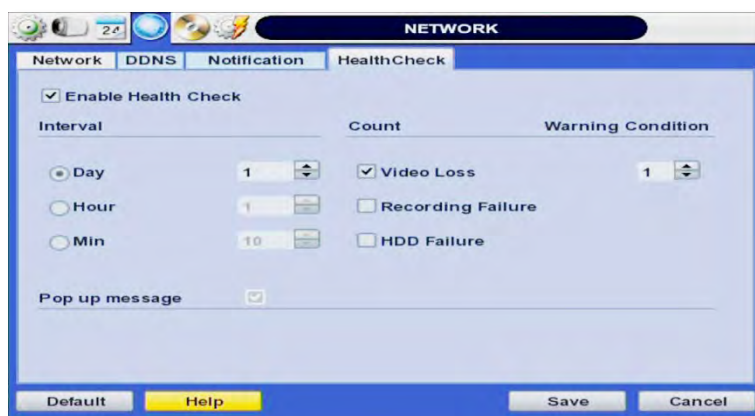 24
NETWORK
Network DDNS Notification HealthCheck
Enable Health Check
Interval Count Warning Condition
Day 1 Video Loss 1
Hour 1 Recording Failure
Min 10 HDD Failure
Pop up message
Default Help Save Cancel